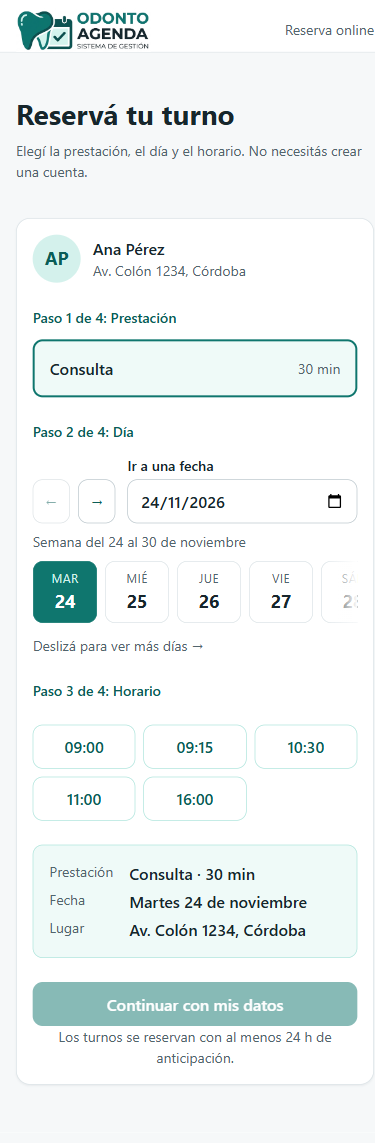 ODONTO
AGENDA
SISTEMA DE GESTIÓN
Reserva online
Reservá tu turno
Elegí la prestación, el día y el horario. No necesitás crear
una cuenta.
AP
Ana Pérez
Av. Colón 1234, Córdoba
Paso 1 de 4: Prestación
Consulta 30 min
Paso 2 de 4: Día
Ir a una fecha
← → 24/11/2026
Semana del 24 al 30 de noviembre
MAR MIÉ JUE VIE
24 25 26 27
Deslizá para ver más días →
Paso 3 de 4: Horario
09:00 09:15 10:30
11:00 16:00
Prestación Consulta · 30 min
Fecha Martes 24 de noviembre
Lugar Av. Colón 1234, Córdoba
Continuar con mis datos
Los turnos se reservan con al menos 24 h de
anticipación.